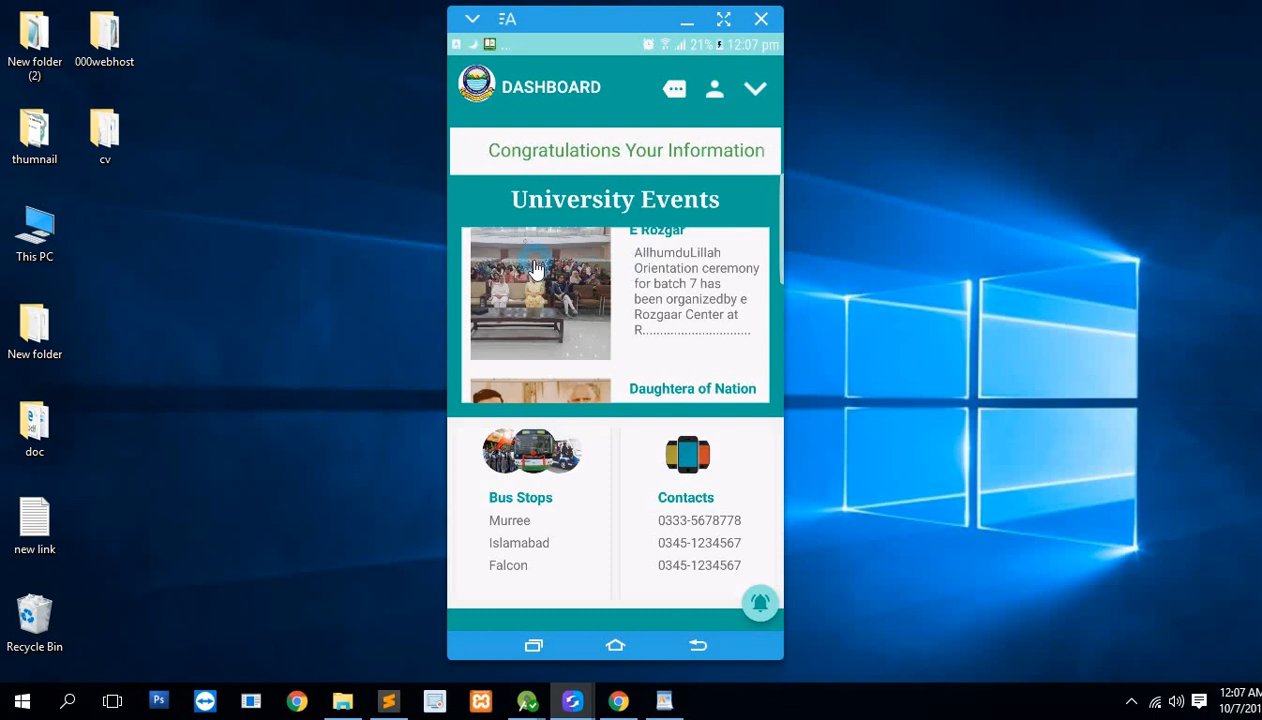 New folder
(2)
000webhost
thumnail
cv
This PC
New folder
doc
new link
Recycle Bin
21% 12:07 pm
DASHBOARD
Congratulations Your Information
University Events
E Rozgar
AllhumduLillah
Orientation ceremony
for batch 7 has
been organizedby e
Rozgaar Center at
R...............................
Daughtera of Nation
Bus Stops
Murree
Islamabad
Falcon
Contacts
0333-5678778
0345-1234567
0345-1234567
Ps
12:07 AM
10/7/201